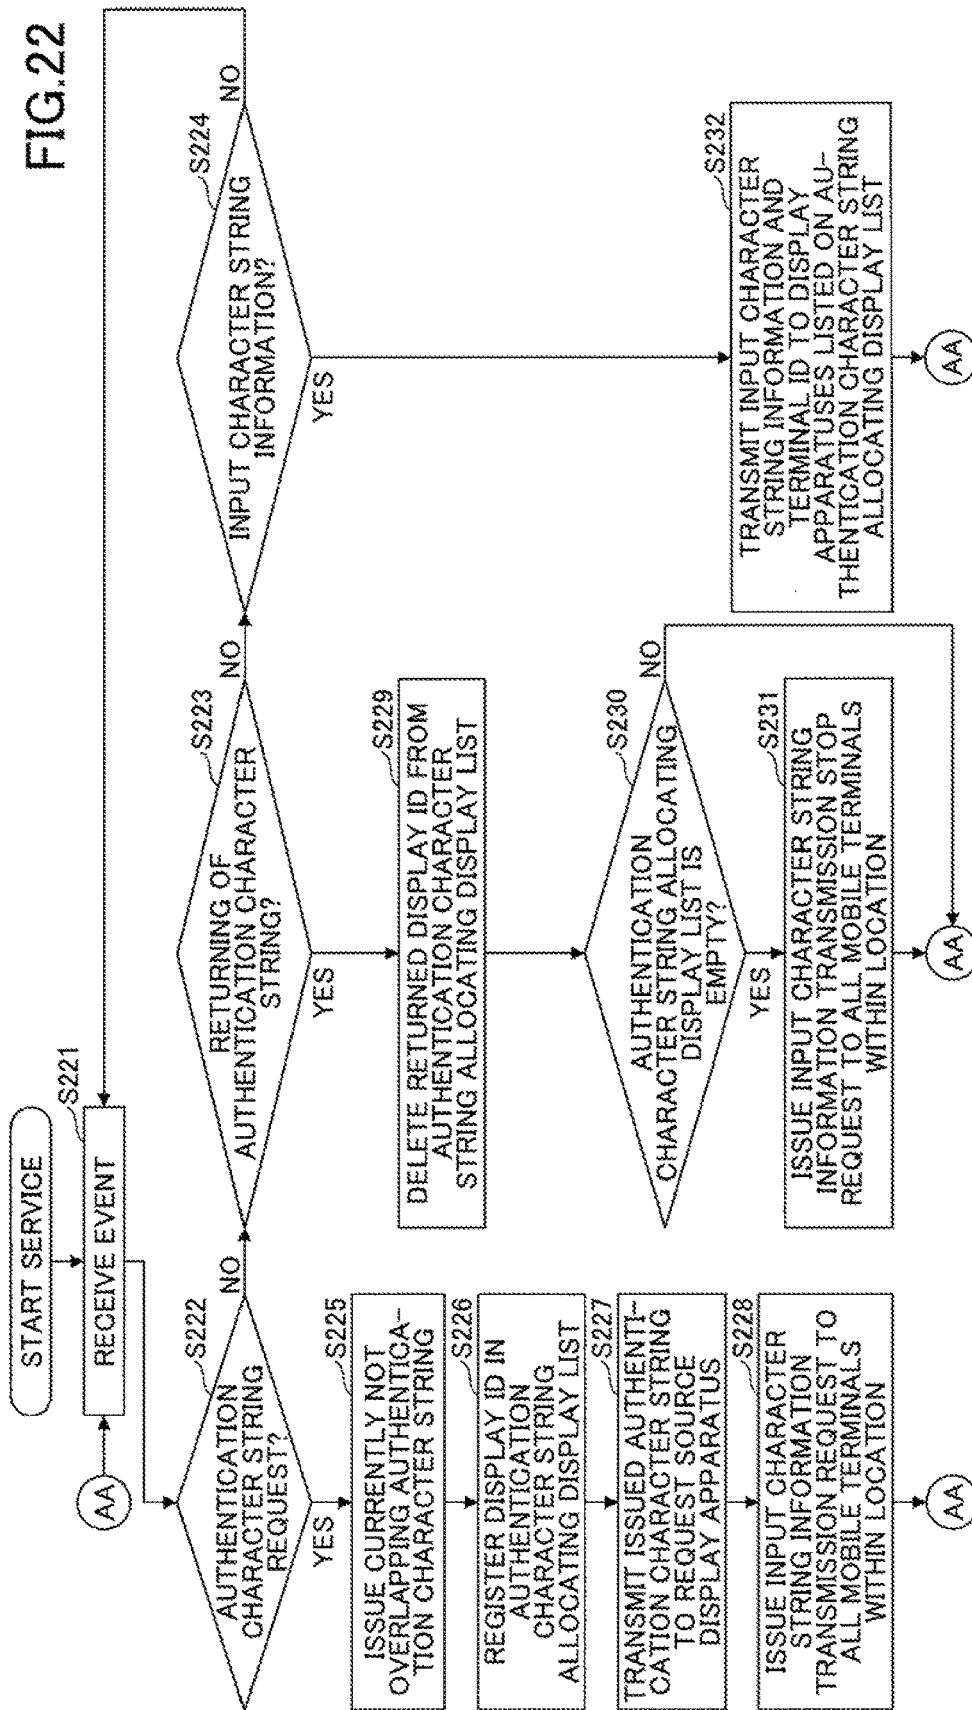 FIG.22
START SERVICE
S221
RECEIVE EVENT
AA
S222
AUTHENTICATION
CHARACTER STRING
REQUEST?
NO
YES
S223
RETURNING OF
AUTHENTICATION CHARACTER
STRING?
NO
YES
S224
INPUT CHARACTER STRING
INFORMATION?
NO
YES
S225
ISSUE CURRENTLY NOT
OVERLAPPING AUTHENTICA-
TION CHARACTER STRING
S226
REGISTER DISPLAY ID IN
AUTHENTICATION
CHARACTER STRING
ALLOCATING DISPLAY LIST
S227
TRANSMIT ISSUED AUTHENTI-
CATION CHARACTER STRING
TO REQUEST SOURCE
DISPLAY APPARATUS
S228
ISSUE INPUT CHARACTER
STRING INFORMATION
TRANSMISSION REQUEST TO
ALL MOBILE TERMINALS
WITHIN LOCATION
AA
S229
DELETE RETURNED DISPLAY ID FROM
AUTHENTICATION CHARACTER
STRING ALLOCATING DISPLAY LIST
S230
AUTHENTICATION
CHARACTER STRING ALLOCATING
DISPLAY LIST IS
EMPTY?
NO
YES
S231
ISSUE INPUT CHARACTER STRING
INFORMATION TRANSMISSION STOP
REQUEST TO ALL MOBILE TERMINALS
WITHIN LOCATION
AA
S232
TRANSMIT INPUT CHARACTER
STRING INFORMATION AND
TERMINAL ID TO DISPLAY
APPARATUSES LISTED ON AU-
THENTICATION CHARACTER STRING
ALLOCATING DISPLAY LIST
AA